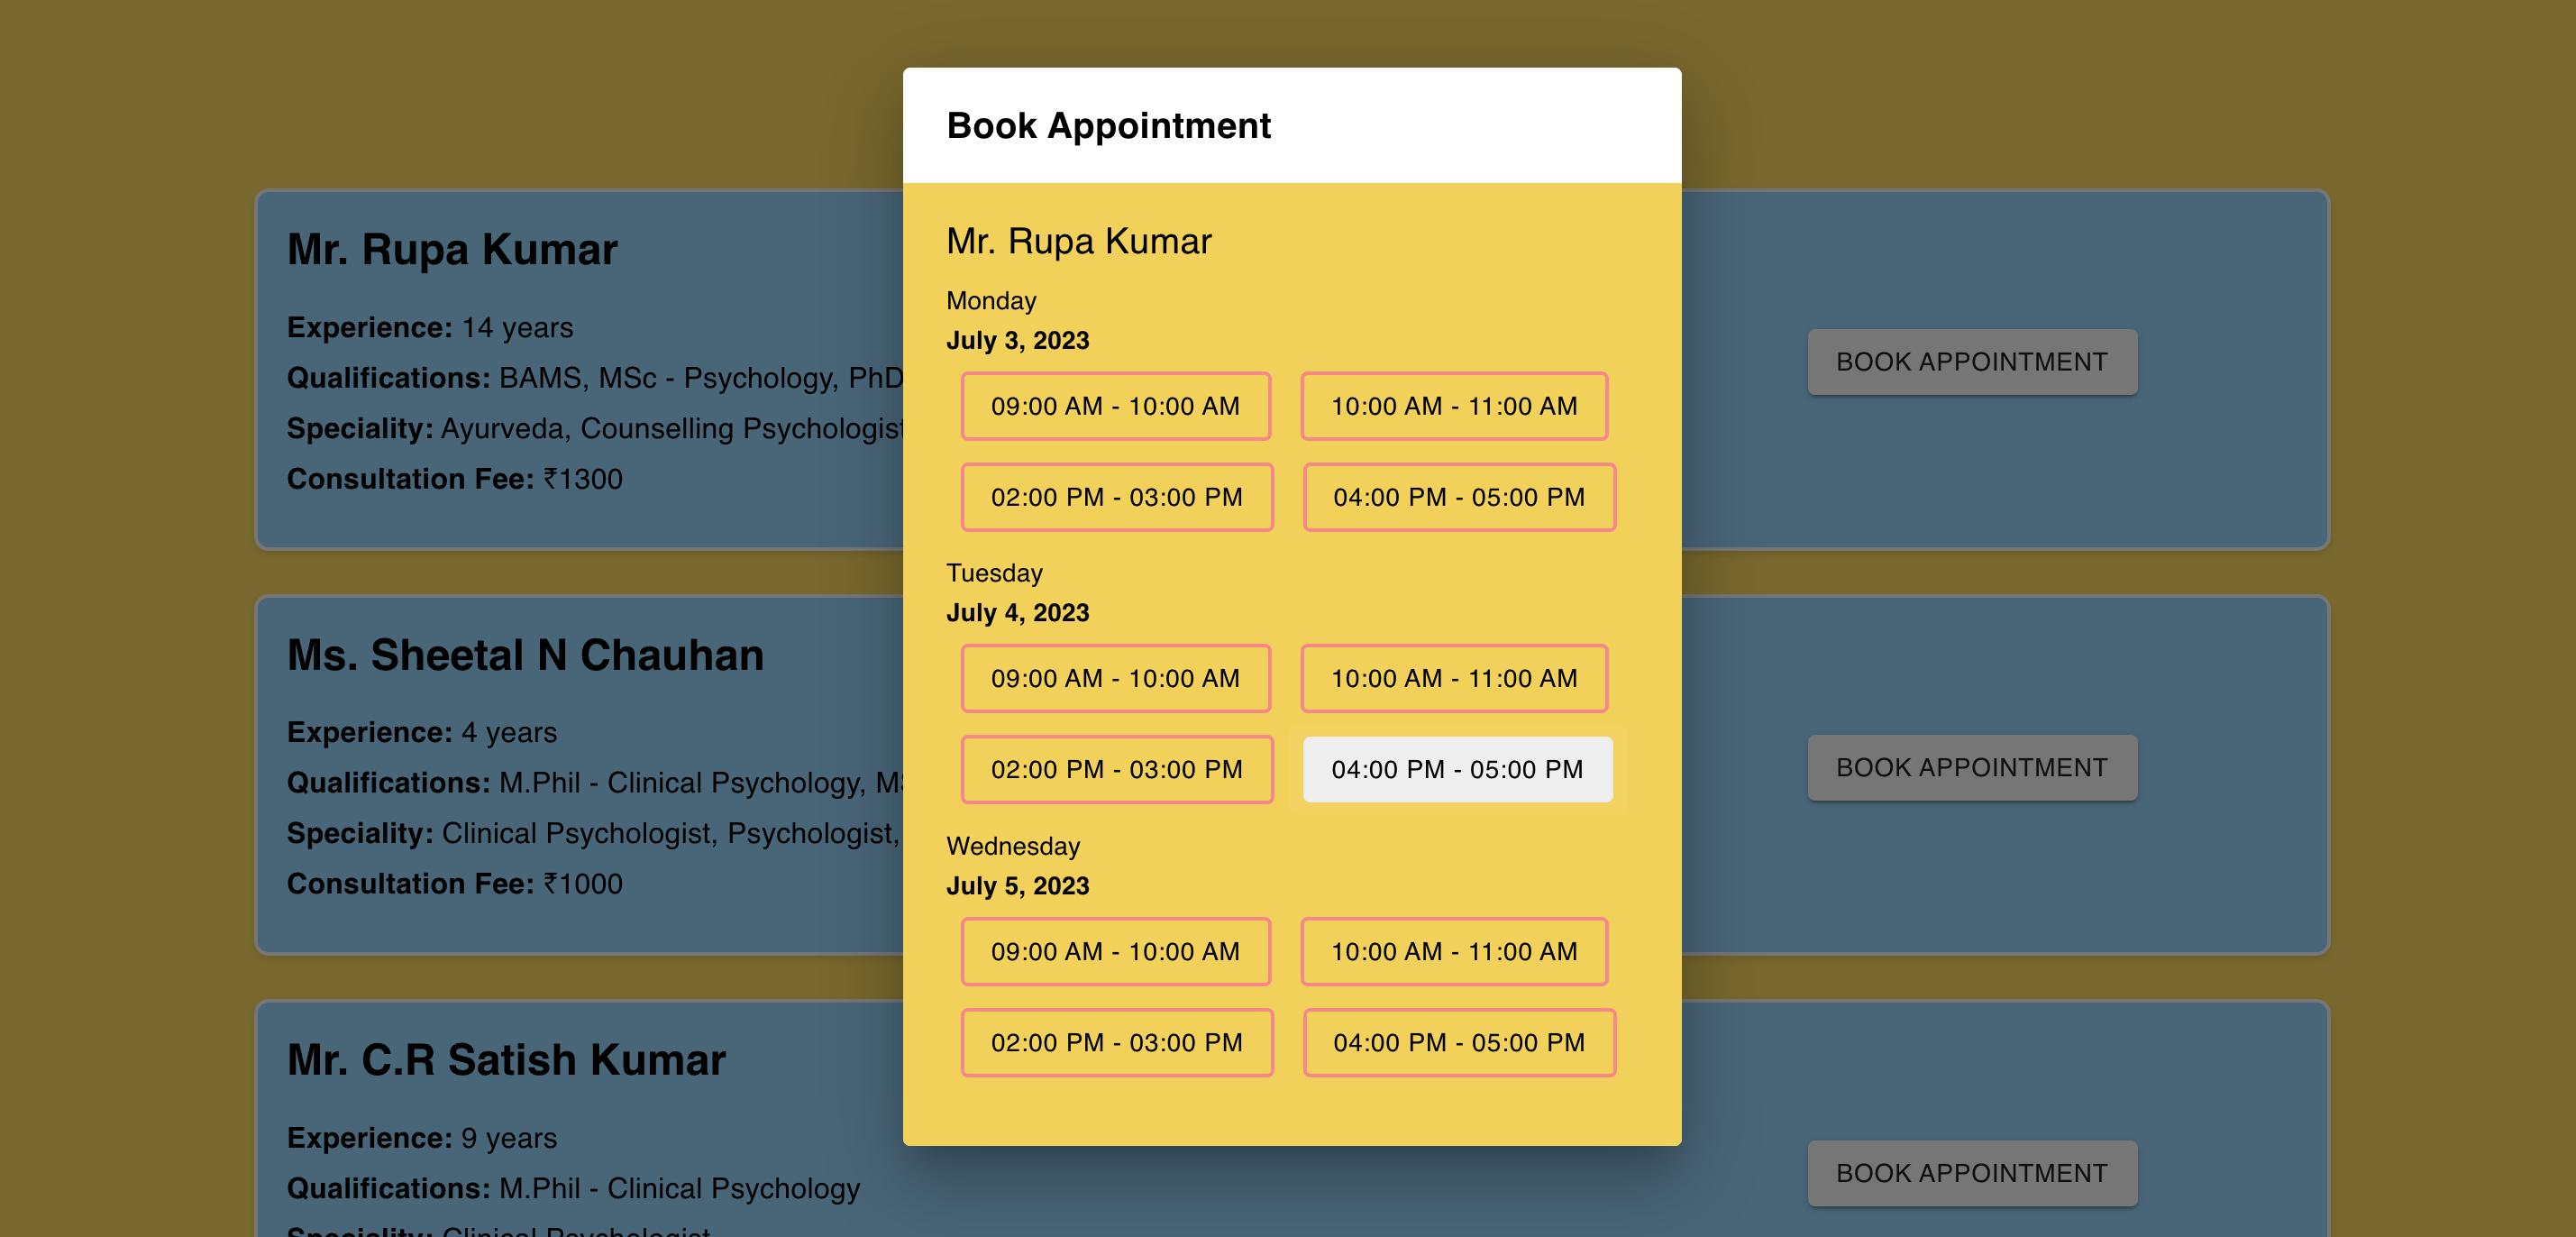 Book Appointment
Mr. Rupa Kumar
Monday
July 3, 2023
09:00 AM - 10:00 AM
10:00 AM - 11:00 AM
02:00 PM - 03:00 PM
04:00 PM - 05:00 PM
Tuesday
July 4, 2023
09:00 AM - 10:00 AM
10:00 AM - 11:00 AM
02:00 PM - 03:00 PM
04:00 PM - 05:00 PM
Wednesday
July 5, 2023
09:00 AM - 10:00 AM
10:00 AM - 11:00 AM
02:00 PM - 03:00 PM
04:00 PM - 05:00 PM
Mr. Rupa Kumar
Experience: 14 years
Qualifications: BAMS, MSc - Psychology, PhD
Speciality: Ayurveda, Counselling Psychologist
Consultation Fee: ₹1300
BOOK APPOINTMENT
Ms. Sheetal N Chauhan
Experience: 4 years
Qualifications: M.Phil - Clinical Psychology,
Speciality: Clinical Psychologist, Psychologist,
Consultation Fee: ₹1000
BOOK APPOINTMENT
Mr. C.R Satish Kumar
Experience: 9 years
Qualifications: M.Phil - Clinical Psychology
Speciality: Clinical Psychologist
BOOK APPOINTMENT